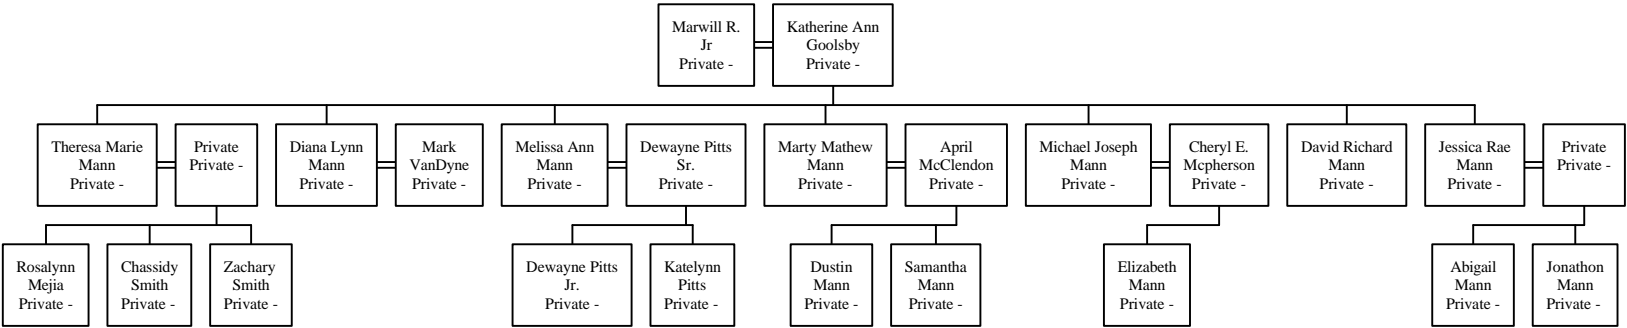 Marwill R.
Jr
Private -
Katherine Ann
Goolsby
Private -
Theresa Marie
Mann
Private -
Private
Private -
Diana Lynn
Mann
Private -
Mark
VanDyne
Private -
Melissa Ann
Mann
Private -
Dewayne Pitts
Sr.
Private -
Marty Mathew
Mann
Private -
April
McClendon
Private -
Michael Joseph
Mann
Private -
Cheryl E.
Mcpherson
Private -
David Richard
Mann
Private -
Jessica Rae
Mann
Private -
Private
Private -
Rosalynn
Mejia
Private -
Chassidy
Smith
Private -
Zachary
Smith
Private -
Dewayne Pitts
Jr.
Private -
Katelynn
Pitts
Private -
Dustin
Mann
Private -
Samantha
Mann
Private -
Elizabeth
Mann
Private -
Abigail
Mann
Private -
Jonathon
Mann
Private -